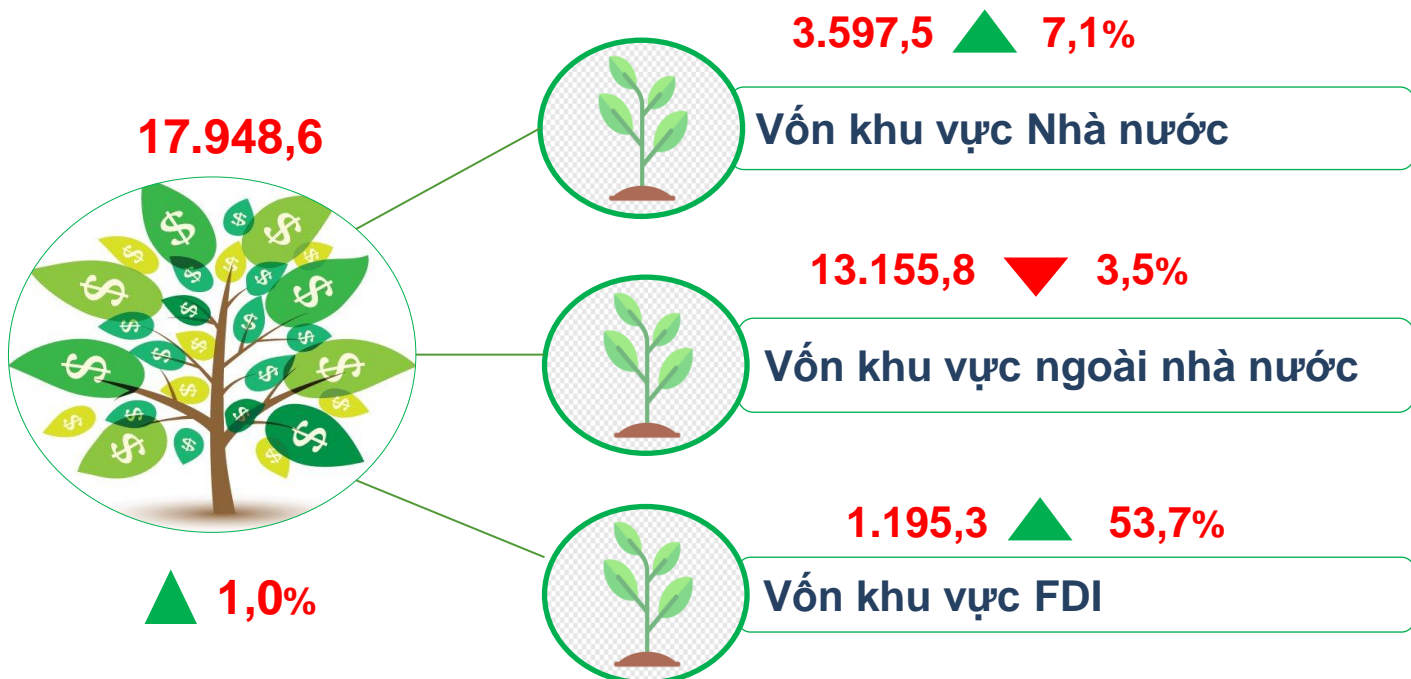 17.948,6
1,0%
3.597,5 7,1%
Vốn khu vực Nhà nước
13.155,8 3,5%
Vốn khu vực ngoài nhà nước
1.195,3 53,7%
Vốn khu vực FDI